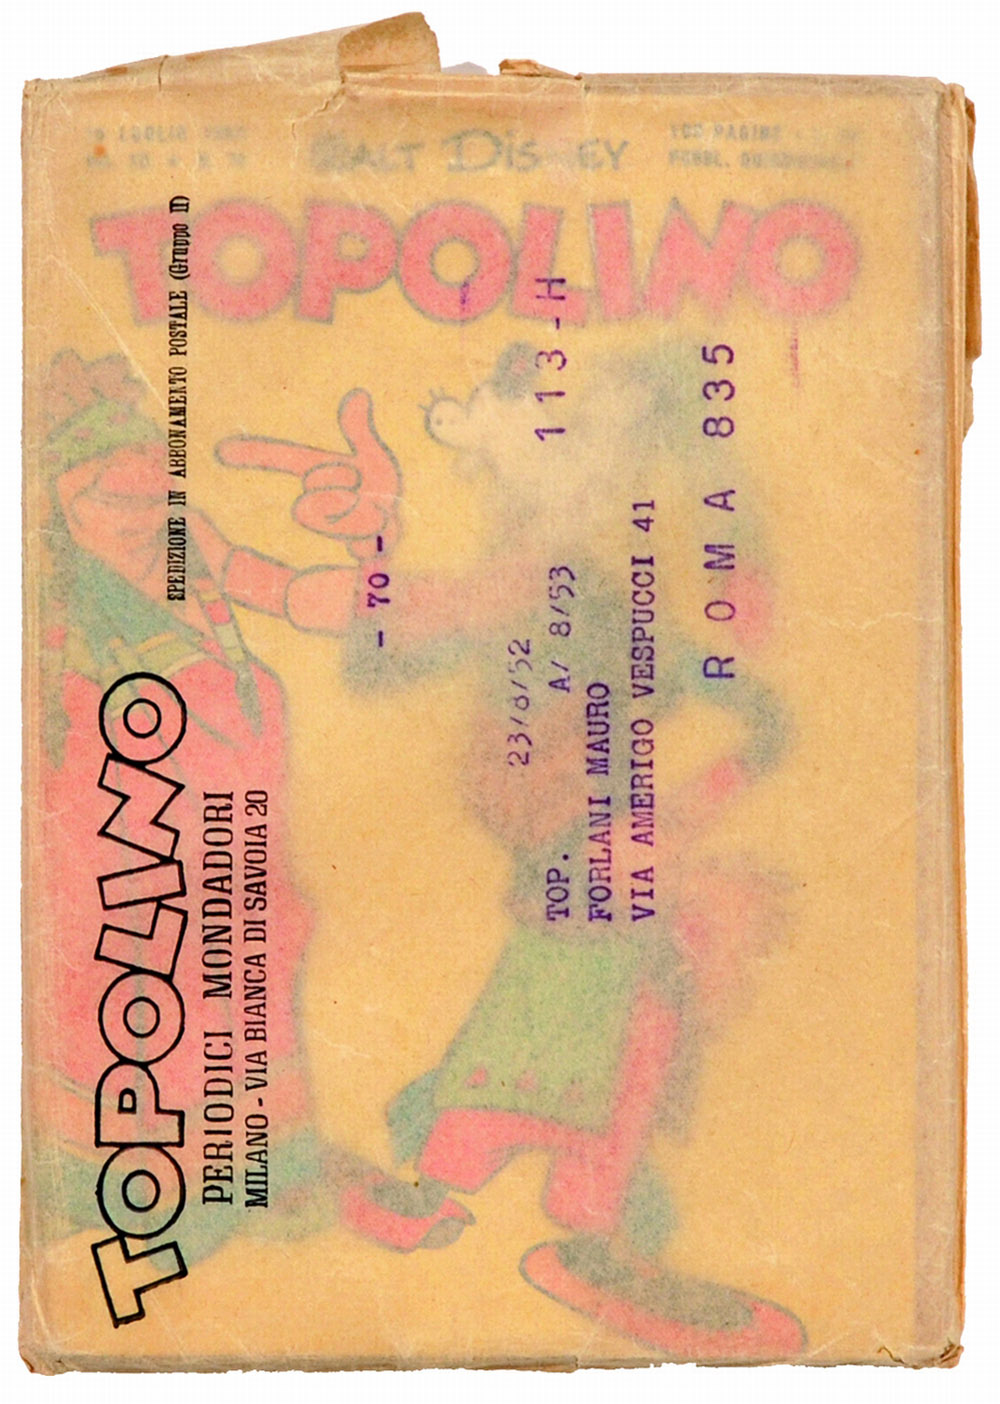 WALT DISNEY
TOPOLINO
TOPOLINO
PERIODICI MONDADORI
MILANO - VIA BIANCA DI SAVOIA 20
SPEDIZIONE IN ABBONAMENTO POSTALE (Gruppo II)
- 70 -
113-H
23/8/52
A/ 8/53
TOP.
FORLANI MAURO
VIA AMERIGO VESPUCCI 41
ROMA 835